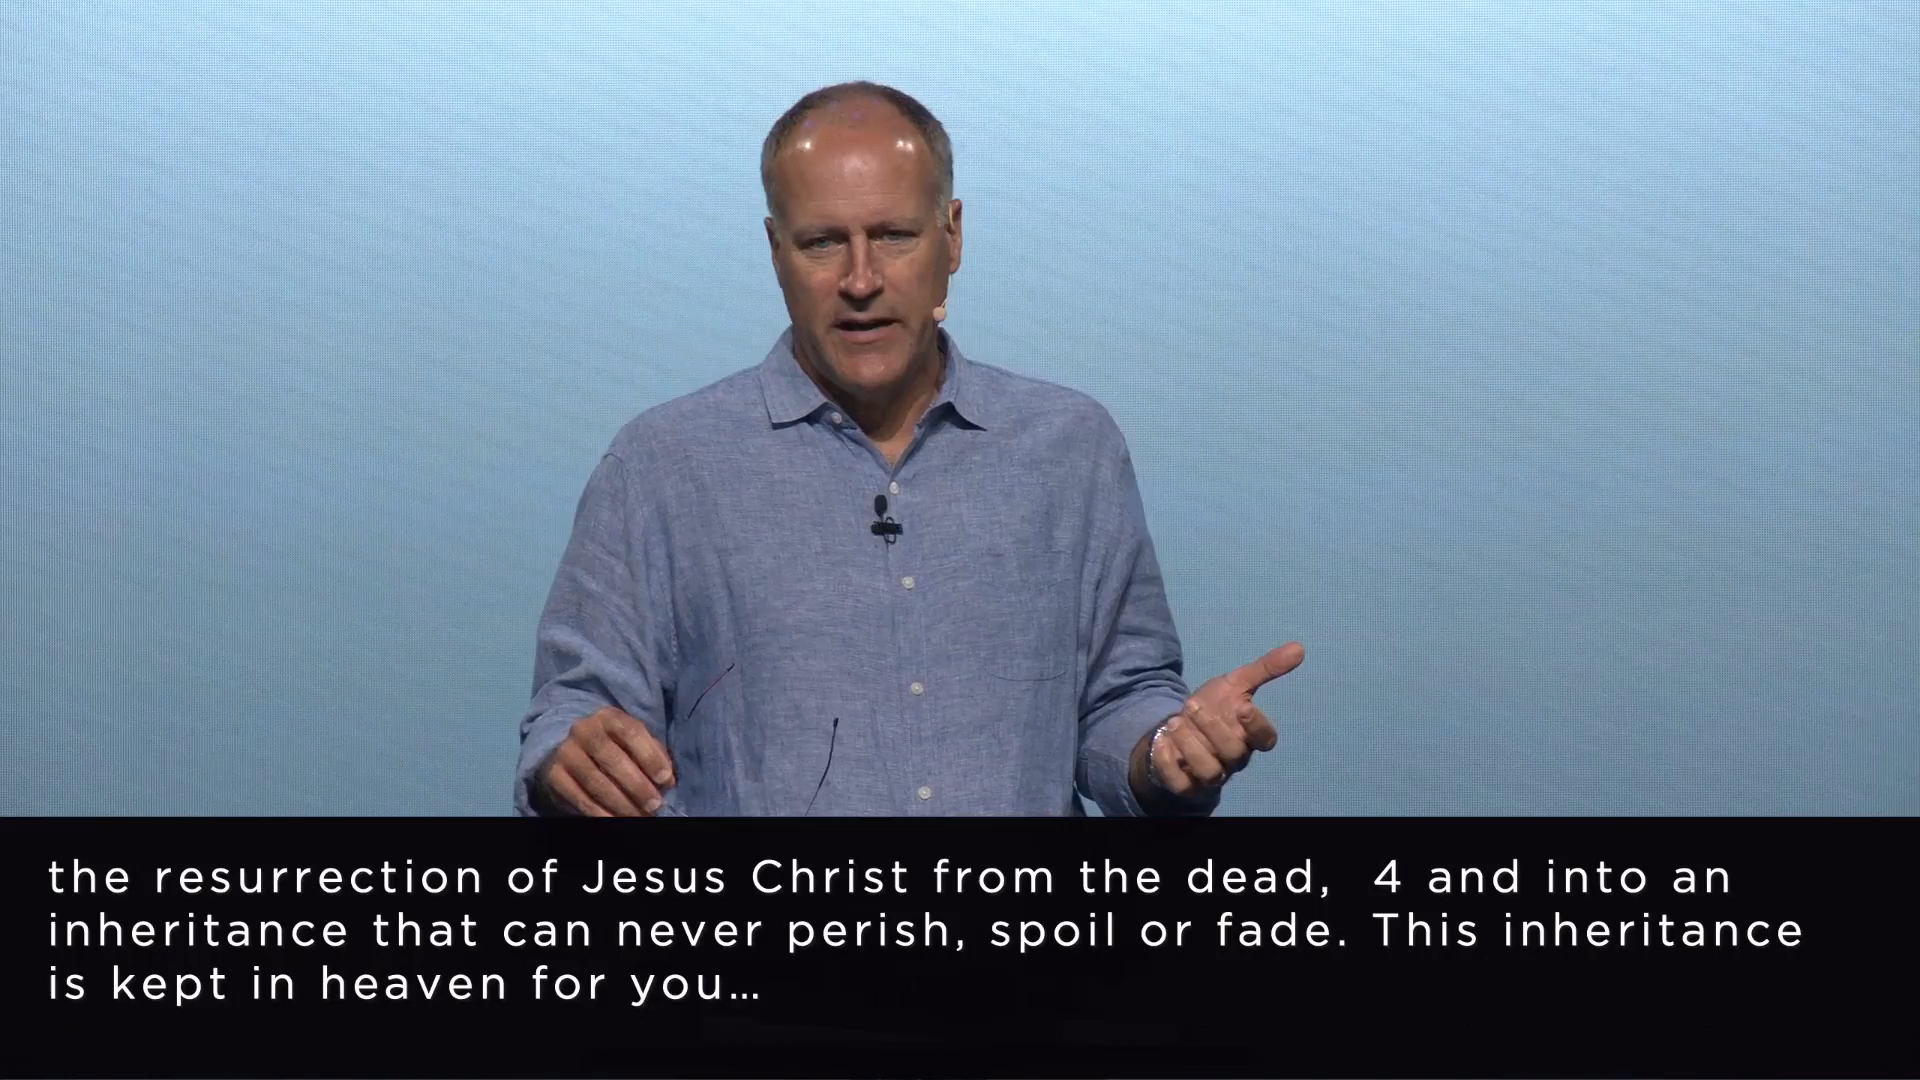 the resurrection of Jesus Christ from the dead,  4 and into an
inheritance that can never perish, spoil or fade. This inheritance
is kept in heaven for you…